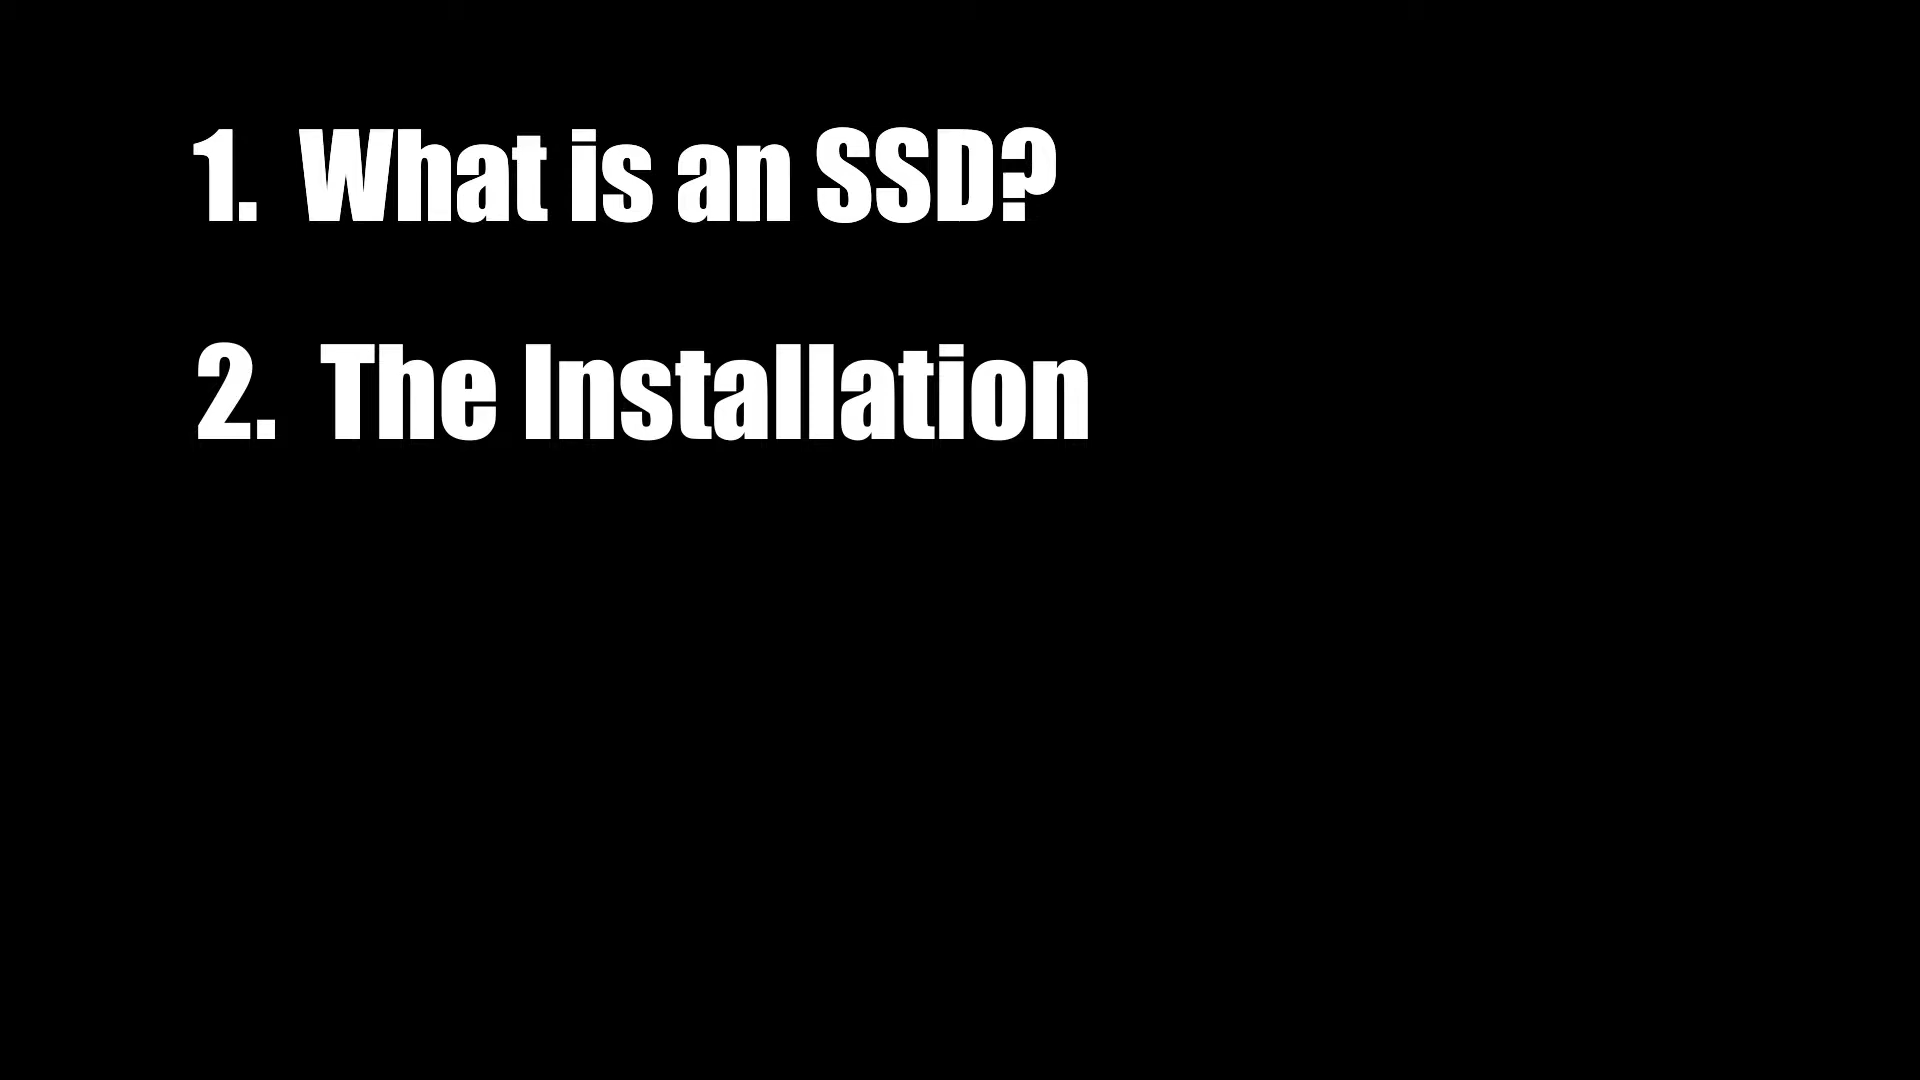 1. What is an SSD?
2. The Installation